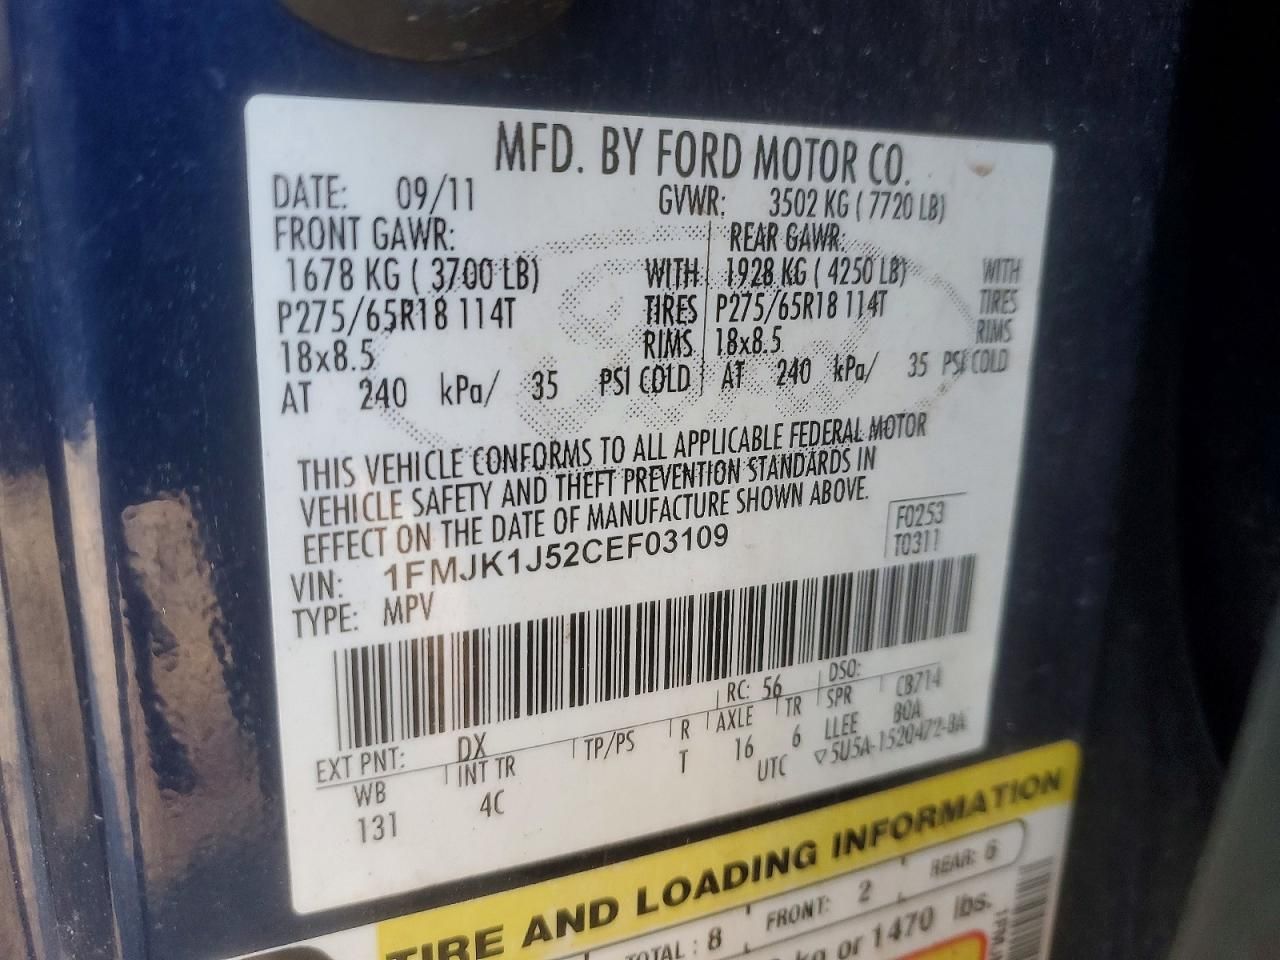 MFD. BY FORD MOTOR CO.
DATE: 09/11 GVWR: 3502 KG ( 7720 LB)
FRONT GAWR: REAR GAWR:
1678 KG ( 3700 LB) WITH 1928 KG ( 4250 LB) WITH
P275/65R18 114T TIRES P275/65R18 114T TIRES
18x8.5 RIMS 18x8.5 RIMS
AT 240 kPa/ 35 PSI COLD AT 240 kPa/ 35 PSI COLD
THIS VEHICLE CONFORMS TO ALL APPLICABLE FEDERAL MOTOR
VEHICLE SAFETY AND THEFT PREVENTION STANDARDS IN
EFFECT ON THE DATE OF MANUFACTURE SHOWN ABOVE.
F0253
T0311
VIN: 1FMJK1J52CEF03109
TYPE: MPV
EXT PNT: DX RC: 56 DSO:
WB INT TR TP/PS R AXLE TR SPR CB714
131 4C T 16 6 LLEE BOA
UTC ▽5U5A-1520472-BA
TIRE AND LOADING INFORMATION
TOTAL : 8 FRONT: 2 REAR: 6
kg or 1470 lbs.